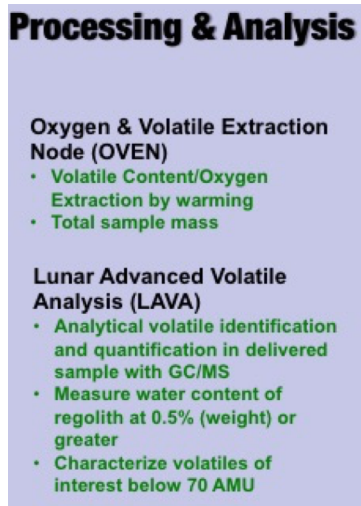 Processing & Analysis
Oxygen & Volatile Extraction
Node (OVEN)
• Volatile Content/Oxygen
Extraction by warming
• Total sample mass
Lunar Advanced Volatile
Analysis (LAVA)
• Analytical volatile identification
and quantification in delivered
sample with GC/MS
• Measure water content of
regolith at 0.5% (weight) or
greater
• Characterize volatiles of
interest below 70 AMU